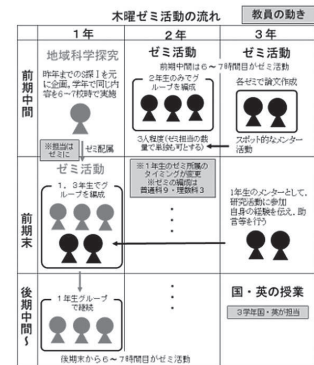 木曜ゼミ活動の流れ
教員の動き
1年
2年
3年
前期中間
地域科学探究
昨年までのS探Ⅰを元
に企画。学年で同じ内
容を6~7校時で実施
※担当は
ゼミに
ゼミ配属
ゼミ活動
ゼミ活動
前期中間は6~7時間目がゼミ活動
2年生のみでグ
ループを編成
各ゼミで論文作成
3人程度(ゼミ担当の裁
量で単独も可とする)
スポット的なメンター
活動
前期末
ゼミ活動
1、3年生でグ
ループを編成
※1年生のゼミ所属の
タイミングが変更
※ゼミの編成は
普通科9・理数科3
1年生のメンターとして、
研究活動に参加
自身の経験を伝え、助
言等を行う
後期中間~
1年生グループ
で継続
国・英の授業
3学年国・英が担当
後期末から6~7時間目がゼミ活動